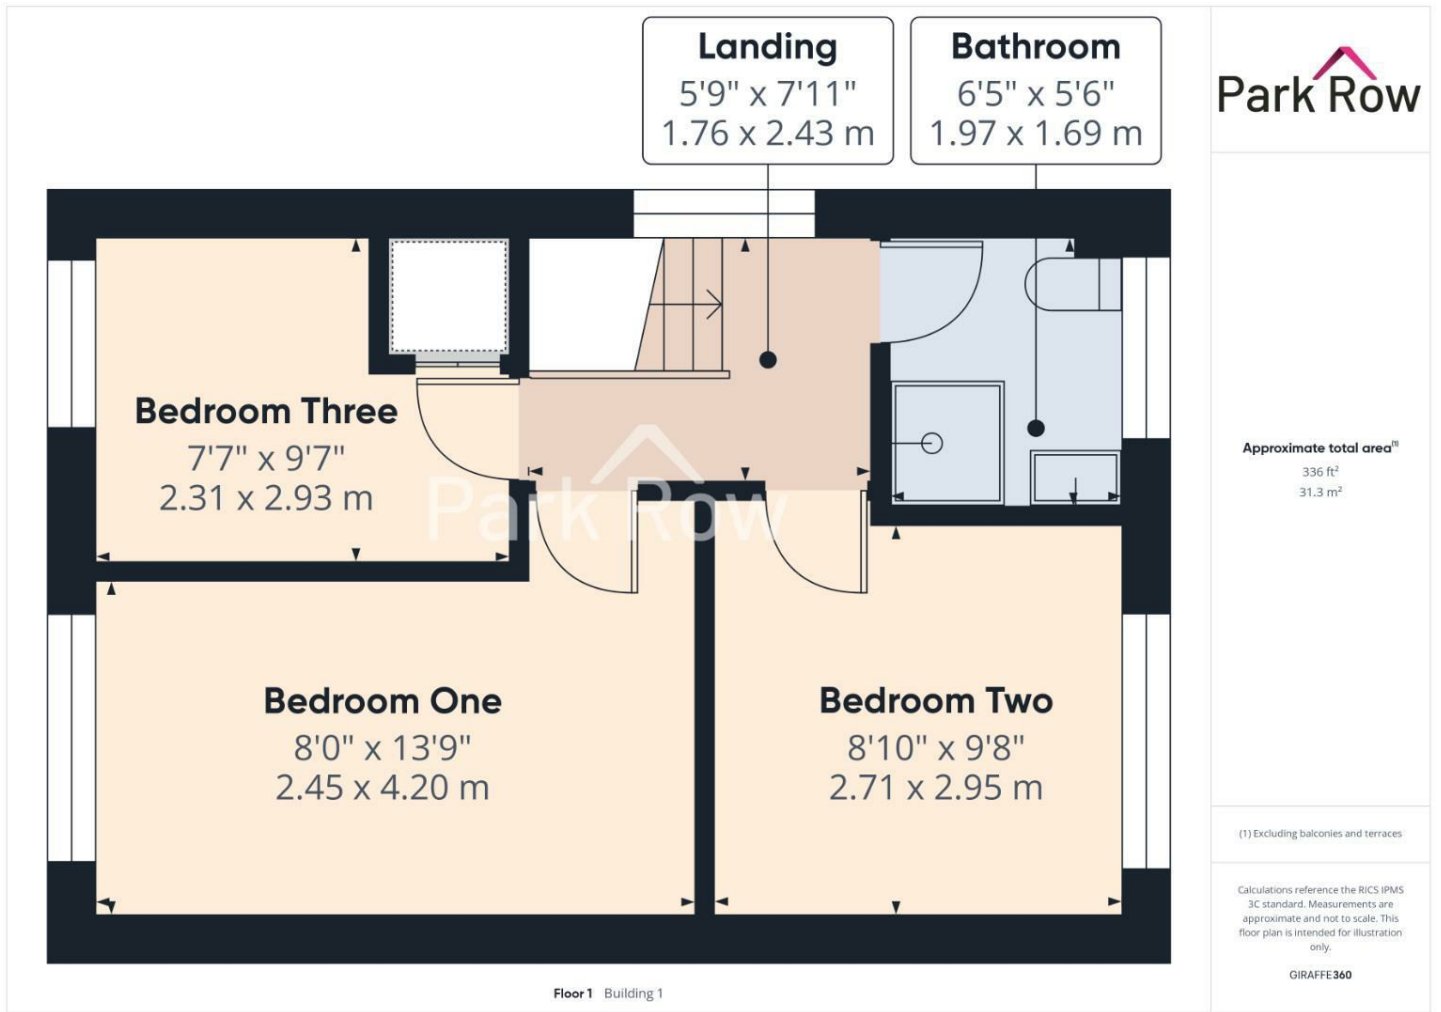 Landing
5'9" x 7'11"
1.76 x 2.43 m
Bathroom
6'5" x 5'6"
1.97 x 1.69 m
Park Row
Bedroom Three
7'7" x 9'7"
2.31 x 2.93 m
Park Row
Bedroom One
8'0" x 13'9"
2.45 x 4.20 m
Bedroom Two
8'10" x 9'8"
2.71 x 2.95 m
Approximate total area(1)
336 ft²
31.3 m²
(1) Excluding balconies and terraces
Calculations reference the RICS IPMS
3C standard. Measurements are
approximate and not to scale. This
floor plan is intended for illustration
only.
GIRAFFE360
Floor 1 Building 1